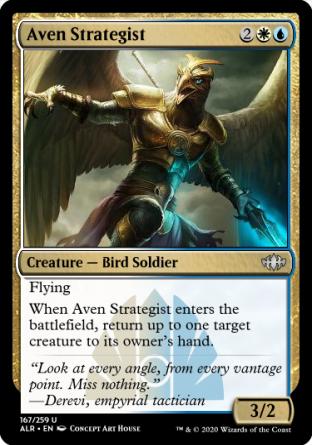 Aven Strategist 2
Creature — Bird Soldier
Flying
When Aven Strategist enters the
battlefield, return up to one target
creature to its owner's hand.
"Look at every angle, from every vantage
point. Miss nothing."
—Derevi, empyrial tactician
3/2
167/259 U
ALR • EN Concept Art House ™ & © 2020 Wizards of the Coast